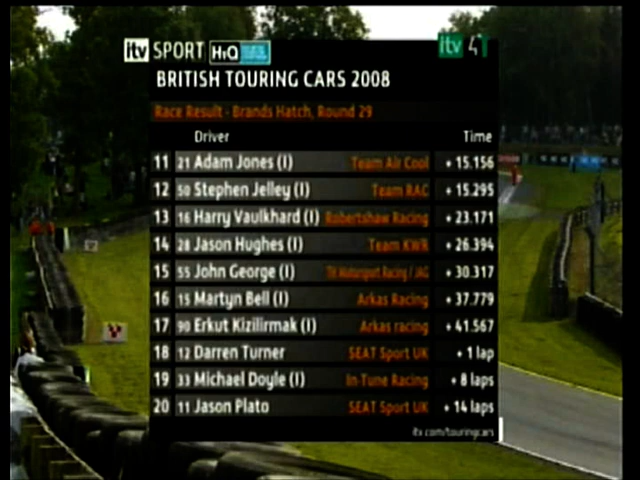 itv SPORT HiQ itv 4
BRITISH TOURING CARS 2008
Race Result - Brands Hatch, Round 29
Driver Time
11 21 Adam Jones (I) Team Air Cool + 15.156
12 50 Stephen Jelley (I) Team RAC + 15.295
13 16 Harry Vaulkhard (I) Robertshaw Racing + 23.171
14 28 Jason Hughes (I) Team KWR + 26.394
15 55 John George (I) TH Motorsport Racing / JAG + 30.317
16 15 Martyn Bell (I) Arkas Racing + 37.779
17 90 Erkut Kizilirmak (I) Arkas racing + 41.567
18 12 Darren Turner SEAT Sport UK + 1 lap
19 33 Michael Doyle (I) In-Tune Racing + 8 laps
20 11 Jason Plato SEAT Sport UK + 14 laps
itv.com/touringcars